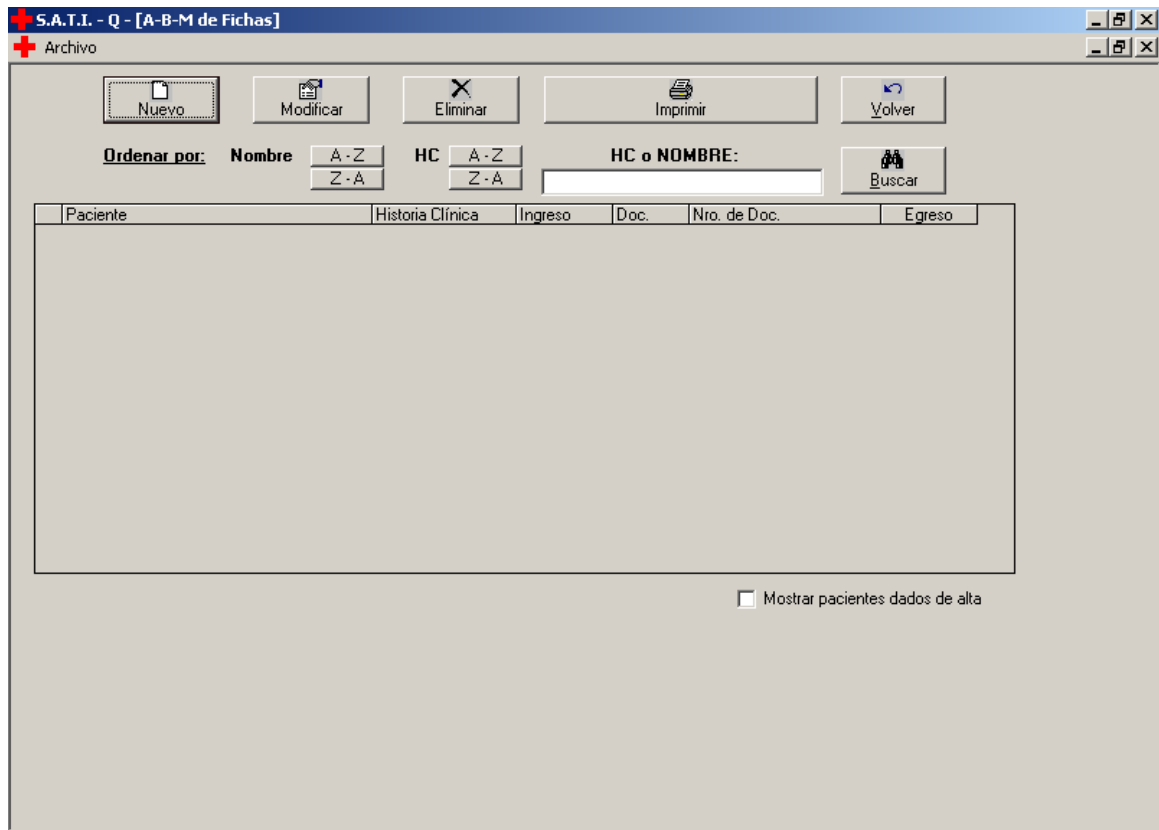 S.A.T.I. - Q - [A-B-M de Fichas]
Archivo
Nuevo Modificar Eliminar Imprimir Volver
Ordenar por: Nombre A - Z HC A - Z HC o NOMBRE:
Z - A Z - A Buscar
Paciente Historia Clínica Ingreso Doc. Nro. de Doc. Egreso
Mostrar pacientes dados de alta